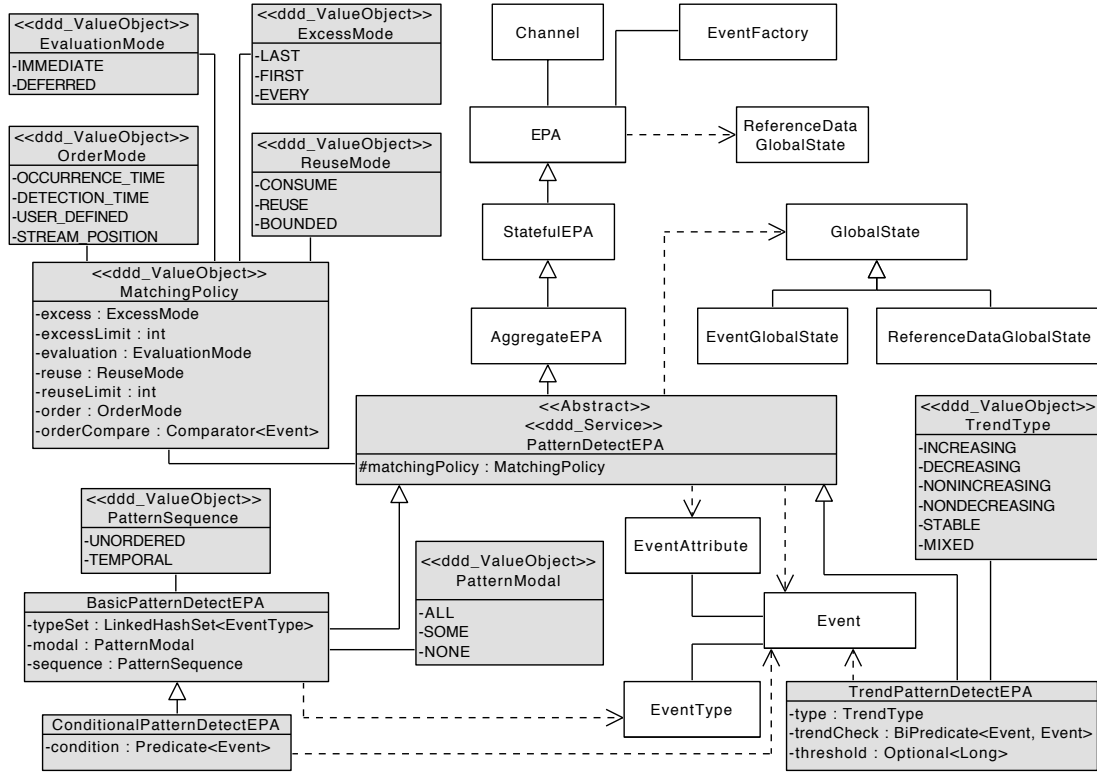 <<ddd_ValueObject>>
EvaluationMode
-IMMEDIATE
-DEFERRED
<<ddd_ValueObject>>
ExcessMode
-LAST
-FIRST
-EVERY
Channel
EventFactory
<<ddd_ValueObject>>
OrderMode
-OCCURRENCE_TIME
-DETECTION_TIME
-USER_DEFINED
-STREAM_POSITION
<<ddd_ValueObject>>
ReuseMode
-CONSUME
-REUSE
-BOUNDED
EPA
ReferenceData
GlobalState
StatefulEPA
GlobalState
<<ddd_ValueObject>>
MatchingPolicy
-excess : ExcessMode
-excessLimit : int
-evaluation : EvaluationMode
-reuse : ReuseMode
-reuseLimit : int
-order : OrderMode
-orderCompare : Comparator<Event>
AggregateEPA
EventGlobalState
ReferenceDataGlobalState
<<Abstract>>
<<ddd_Service>>
PatternDetectEPA
#matchingPolicy : MatchingPolicy
<<ddd_ValueObject>>
TrendType
-INCREASING
-DECREASING
-NONINCREASING
-NONDECREASING
-STABLE
-MIXED
<<ddd_ValueObject>>
PatternSequence
-UNORDERED
-TEMPORAL
EventAttribute
<<ddd_ValueObject>>
PatternModal
-ALL
-SOME
-NONE
BasicPatternDetectEPA
-typeSet : LinkedHashSet<EventType>
-modal : PatternModal
-sequence : PatternSequence
Event
EventType
ConditionalPatternDetectEPA
-condition : Predicate<Event>
TrendPatternDetectEPA
-type : TrendType
-trendCheck : BiPredicate<Event, Event>
-threshold : Optional<Long>